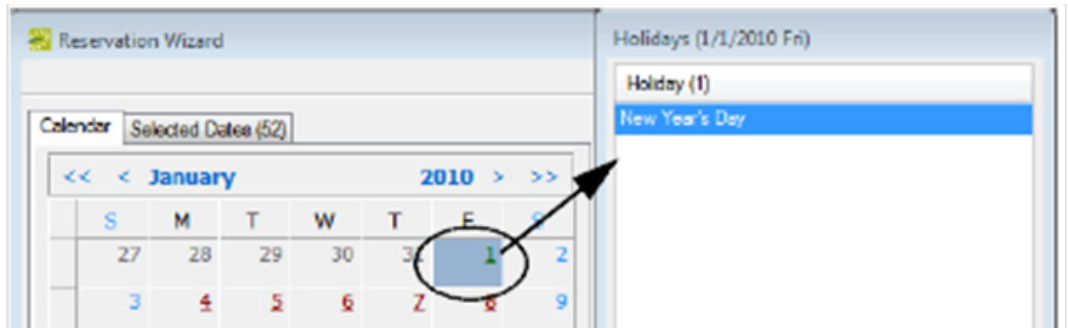 Reservation Wizard
Calendar Selected Dates (52)
<< < January 2010 > >>
S M T W T F S
27 28 29 30 31 1 2
3 4 5 6 7 8 9
Holidays (1/1/2010 Fri)
Holiday (1)
New Year's Day